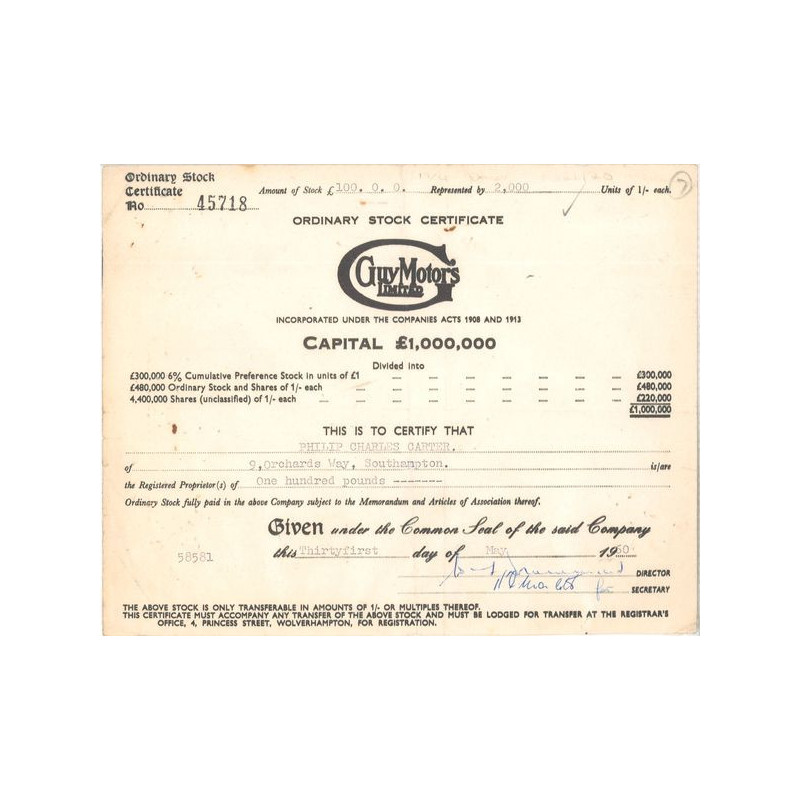 Ordinary Stock
Certificate
No 45718
Amount of Stock £ 100. 0. 0. Represented by 2,000 Units of 1/- each.
7
ORDINARY STOCK CERTIFICATE
Guy Motors
LIMITED
INCORPORATED UNDER THE COMPANIES ACTS 1908 AND 1913
CAPITAL £1,000,000
Divided into
£300,000 6% Cumulative Preference Stock in units of £1 - - - - - - - £300,000
£480,000 Ordinary Stock and Shares of 1/- each - - - - - - - - £480,000
4,400,000 Shares (unclassified) of 1/- each - - - - - - - - - £220,000
£1,000,000
THIS IS TO CERTIFY THAT
PHILIP CHARLES CARTER.
of 9,Orchards Way, Southampton. is/are
the Registered Proprietor(s) of One hundred pounds --------
Ordinary Stock fully paid in the above Company subject to the Memorandum and Articles of Association thereof.
Given under the Common Seal of the said Company
58581 this Thirtyfirst day of May 1960.
DIRECTOR
SECRETARY
THE ABOVE STOCK IS ONLY TRANSFERABLE IN AMOUNTS OF 1/- OR MULTIPLES THEREOF.
THIS CERTIFICATE MUST ACCOMPANY ANY TRANSFER OF THE ABOVE STOCK AND MUST BE LODGED FOR TRANSFER AT THE REGISTRAR'S
OFFICE, 4, PRINCESS STREET, WOLVERHAMPTON, FOR REGISTRATION.